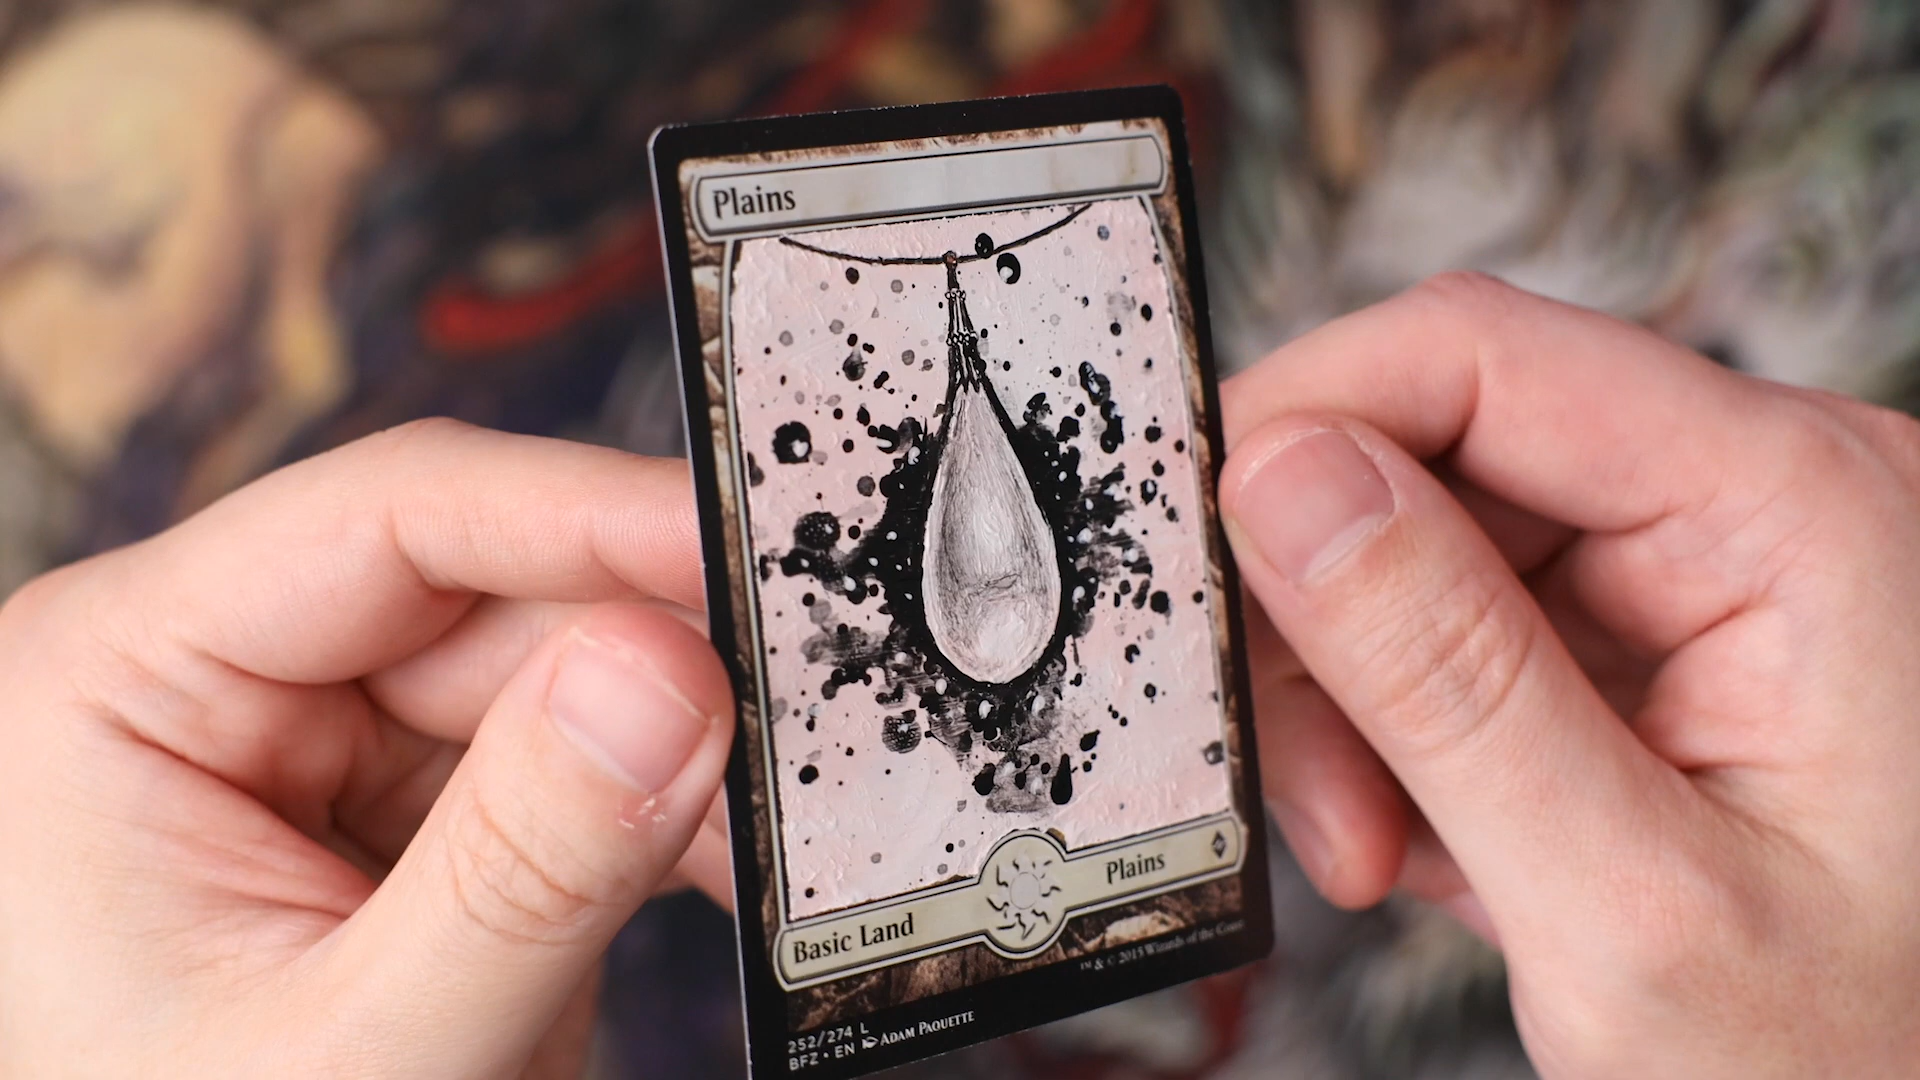 Plains
Basic Land
Plains
™ & © 2015 Wizards of the Coast
252/274 L
BFZ • EN Adam Paquette